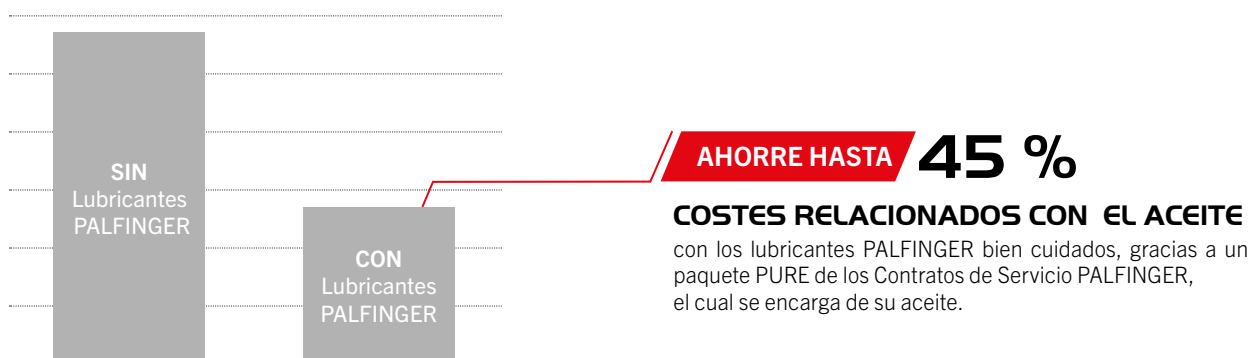 SIN
Lubricantes
PALFINGER
CON
Lubricantes
PALFINGER
AHORRE HASTA 45 %
COSTES RELACIONADOS CON EL ACEITE
con los lubricantes PALFINGER bien cuidados, gracias a un
paquete PURE de los Contratos de Servicio PALFINGER,
el cual se encarga de su aceite.